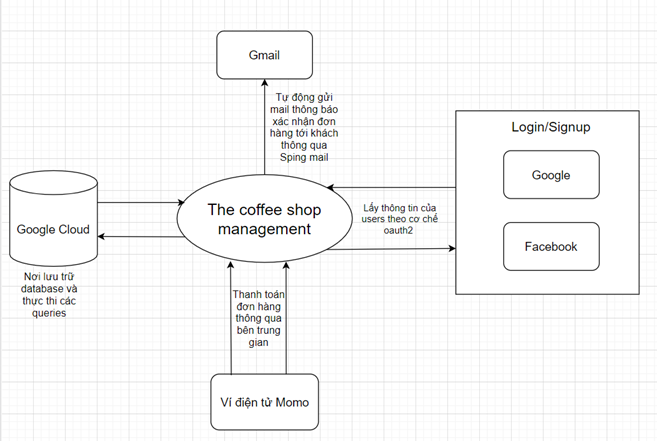 Gmail
Tự động gửi
mail thông báo
xác nhận đơn
hàng tới khách
thông qua
Sping mail
Login/Signup
Google
Facebook
The coffee shop
management
Lấy thông tin của
users theo cơ chế
oauth2
Google Cloud
Nơi lưu trữ
database và
thực thi các
queries
Thanh toán
đơn hàng
thông qua
bên trung
gian
Ví điện tử Momo